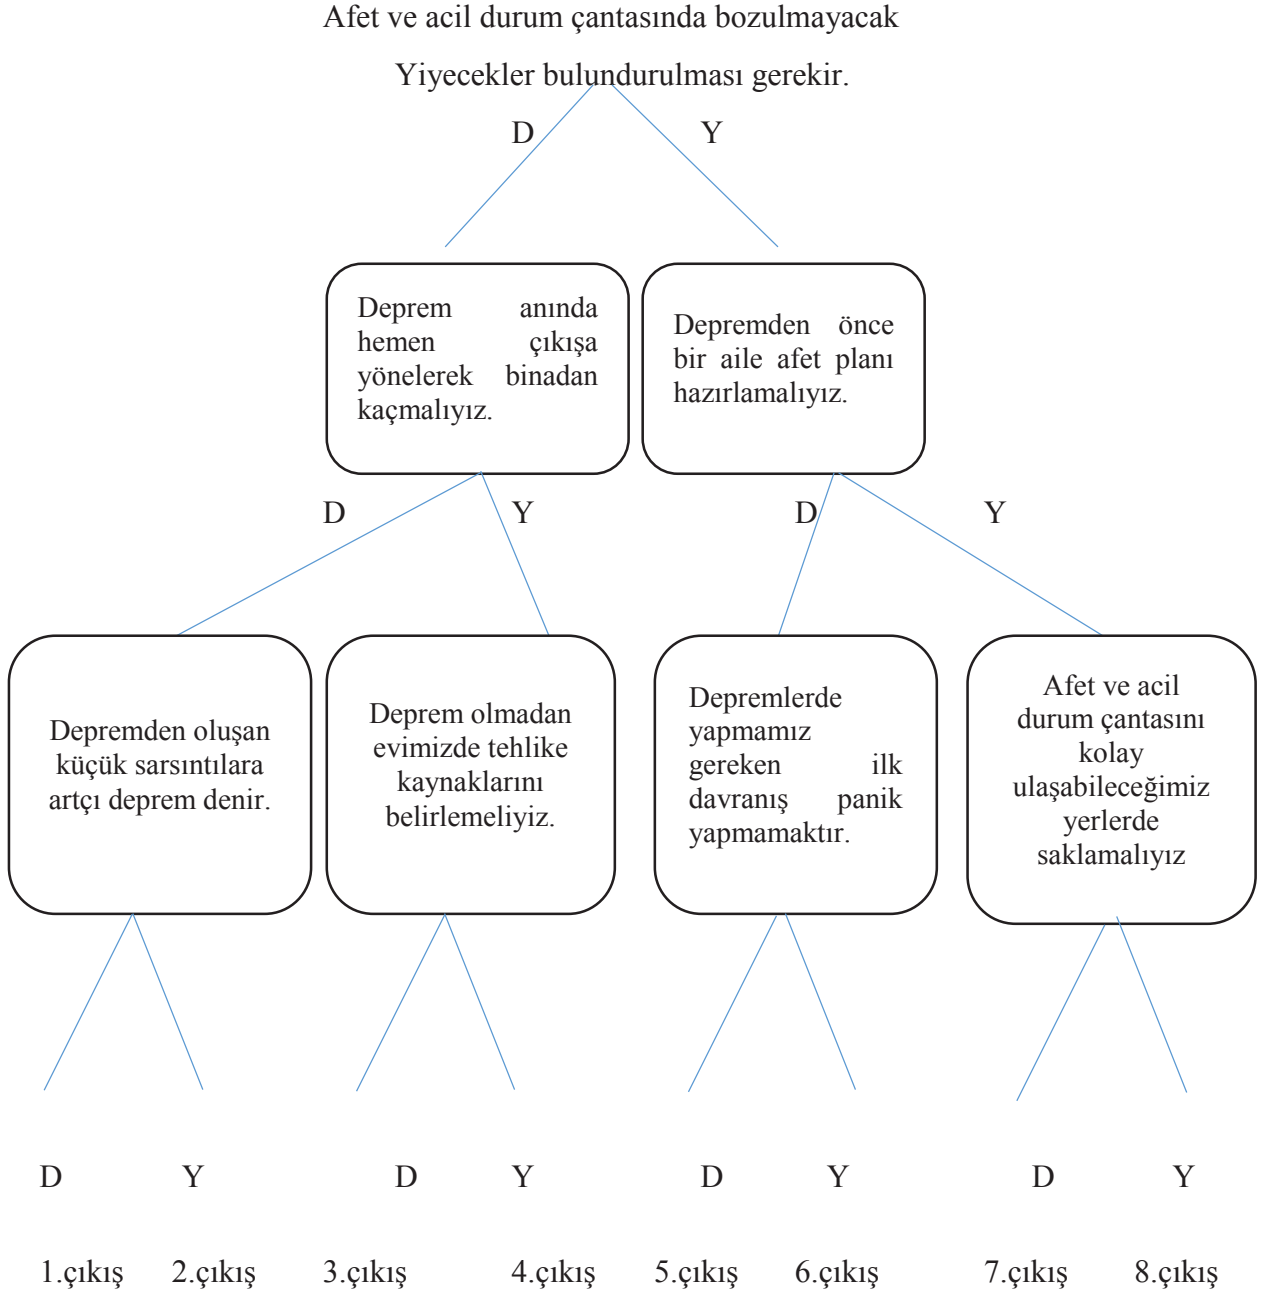 Afet ve acil durum çantasında bozulmayacak
Yiyecekler bulundurulması gerekir.
D Y
Deprem anında
hemen çıkışa
yönelerek binadan
kaçmalıyız.
Depremden önce
bir aile afet planı
hazırlamalıyız.
D Y D Y
Depremden oluşan
küçük sarsıntılara
artçı deprem denir.
Deprem olmadan
evimizde tehlike
kaynaklarını
belirlemeliyiz.
Depremlerde
yapmamız
gereken ilk
davranış panik
yapmamaktır.
Afet ve acil
durum çantasını
kolay
ulaşabileceğimiz
yerlerde
saklamalıyız
D Y D Y D Y D Y
1.çıkış 2.çıkış 3.çıkış 4.çıkış 5.çıkış 6.çıkış 7.çıkış 8.çıkış